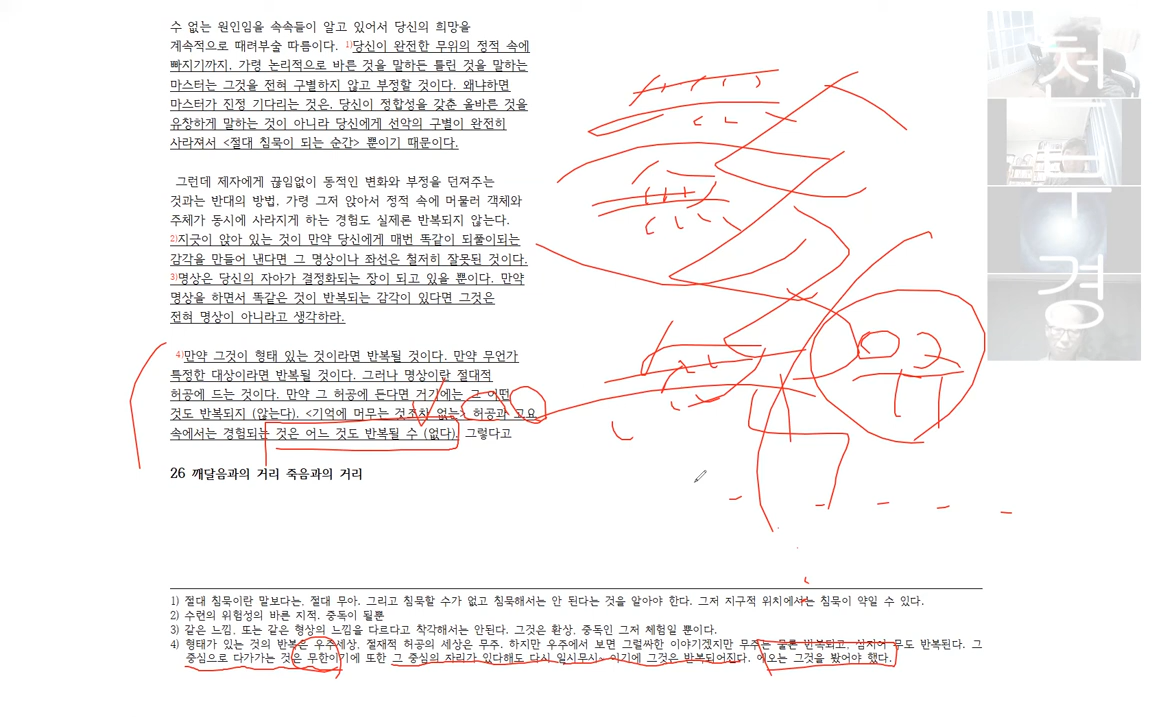 수 없는 원인임을 속속들이 알고 있어서 당신의 희망을
계속적으로 때려부술 따름이다. 1)당신이 완전한 무위의 정적 속에
빠지기까지, 가령 논리적으로 바른 것을 말하든 틀린 것을 말하는
마스터는 그것을 전혀 구별하지 않고 부정할 것이다. 왜냐하면
마스터가 진정 기다리는 것은, 당신이 정합성을 갖춘 올바른 것을
유창하게 말하는 것이 아니라 당신에게 선악의 구별이 완전히
사라져서 <절대 침묵이 되는 순간> 뿐이기 때문이다.
그런데 제자에게 끊임없이 동적인 변화와 부정을 던져주는
것과는 반대의 방법, 가령 그저 앉아서 정적 속에 머물러 객체와
주체가 동시에 사라지게 하는 경험도 실제론 반복되지 않는다.
2)지긋이 앉아 있는 것이 만약 당신에게 매번 똑같이 되풀이되는
감각을 만들어 낸다면 그 명상이나 좌선은 철저히 잘못된 것이다.
3)명상은 당신의 자아가 결정화되는 장이 되고 있을 뿐이다. 만약
명상을 하면서 똑같은 것이 반복되는 감각이 있다면 그것은
전혀 명상이 아니라고 생각하라.
4)만약 그것이 형태 있는 것이라면 반복될 것이다. 만약 무언가
특정한 대상이라면 반복될 것이다. 그러나 명상이란 절대적
허공에 드는 것이다. 만약 그 허공에 든다면 거기에는 그 어떤
것도 반복되지 (않는다). <기억에 머무는 것조차 없는> 허공과 고요
속에서는 경험되는 것은 어느 것도 반복될 수 (없다). 그렇다고
26 깨달음과의 거리 죽음과의 거리
1) 절대 침묵이란 말보다는, 절대 무아, 그리고 침묵할 수가 없고 침묵해서는 안 된다는 것을 알아야 한다. 그저 지구적 위치에서는 침묵이 약일 수 있다.
2) 수련의 위험성의 바른 지적, 중독이 될뿐
3) 같은 느낌, 또는 같은 형상의 느낌을 다르다고 착각해서는 안된다. 그것은 환상, 중독인 그저 체험일 뿐이다.
4) 형태가 있는 것의 반복은 우주세상, 절재적 허공의 세상은 무주, 하지만 우주에서 보면 그럴싸한 이야기겠지만 무주는 물론 반복되고, 심지어 무도 반복된다. 그
중심으로 다가가는 것은 무한이기에 또한 그 중심의 자리가 있다해도 다시 일시무시, 이기에 그것은 반복되어진다. 이오는 그것을 봤어야 했다.
천
부
경